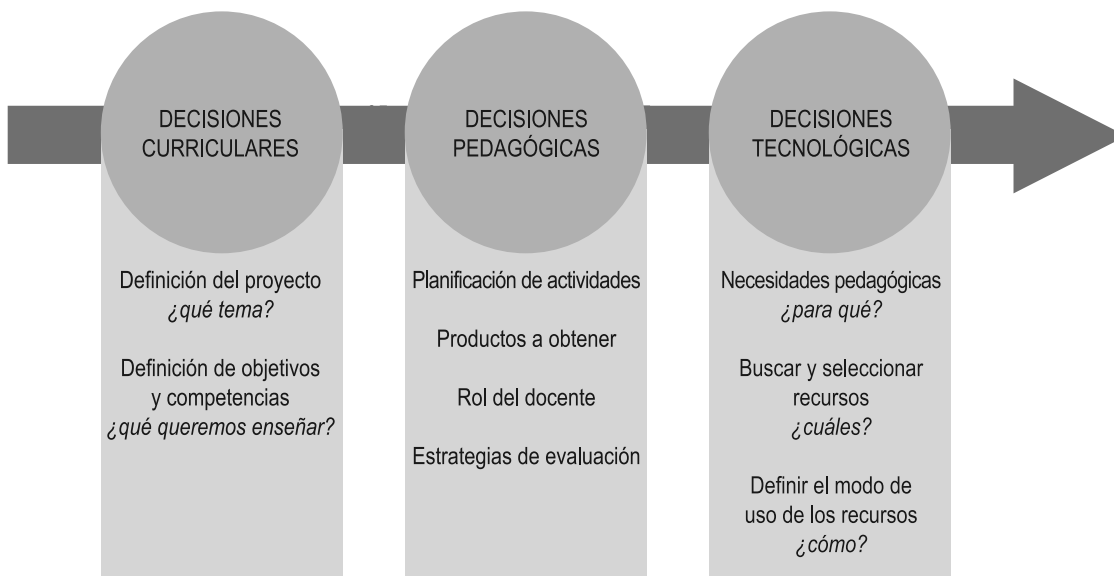 DECISIONES
CURRICULARES
Definición del proyecto
¿qué tema?
Definición de objetivos
y competencias
¿qué queremos enseñar?
DECISIONES
PEDAGÓGICAS
Planificación de actividades
Productos a obtener
Rol del docente
Estrategias de evaluación
DECISIONES
TECNOLÓGICAS
Necesidades pedagógicas
¿para qué?
Buscar y seleccionar
recursos
¿cuáles?
Definir el modo de
uso de los recursos
¿cómo?